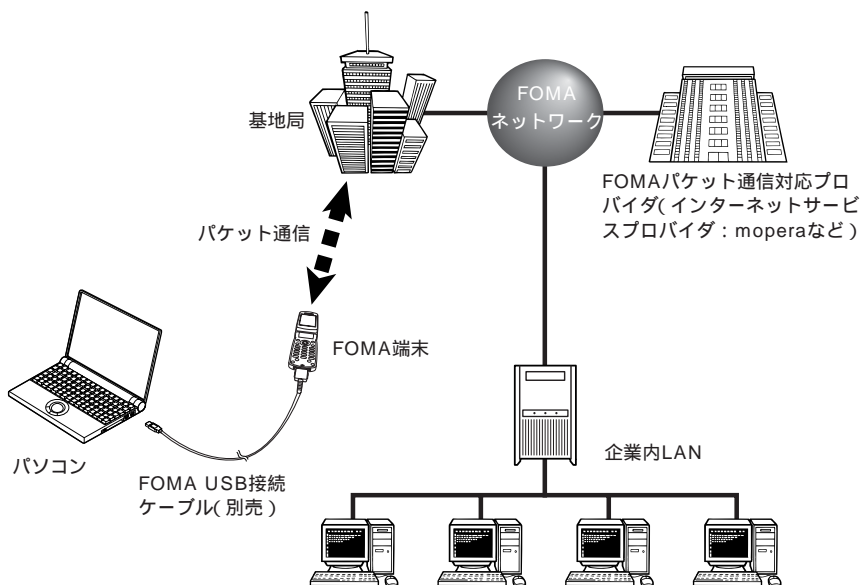 基地局
FOMA
ネットワーク
FOMAパケット通信対応プロ
バイダ(インターネットサービ
スプロバイダ:moperaなど)
パケット通信
FOMA端末
パソコン
FOMA USB接続
ケーブル(別売)
企業内LAN